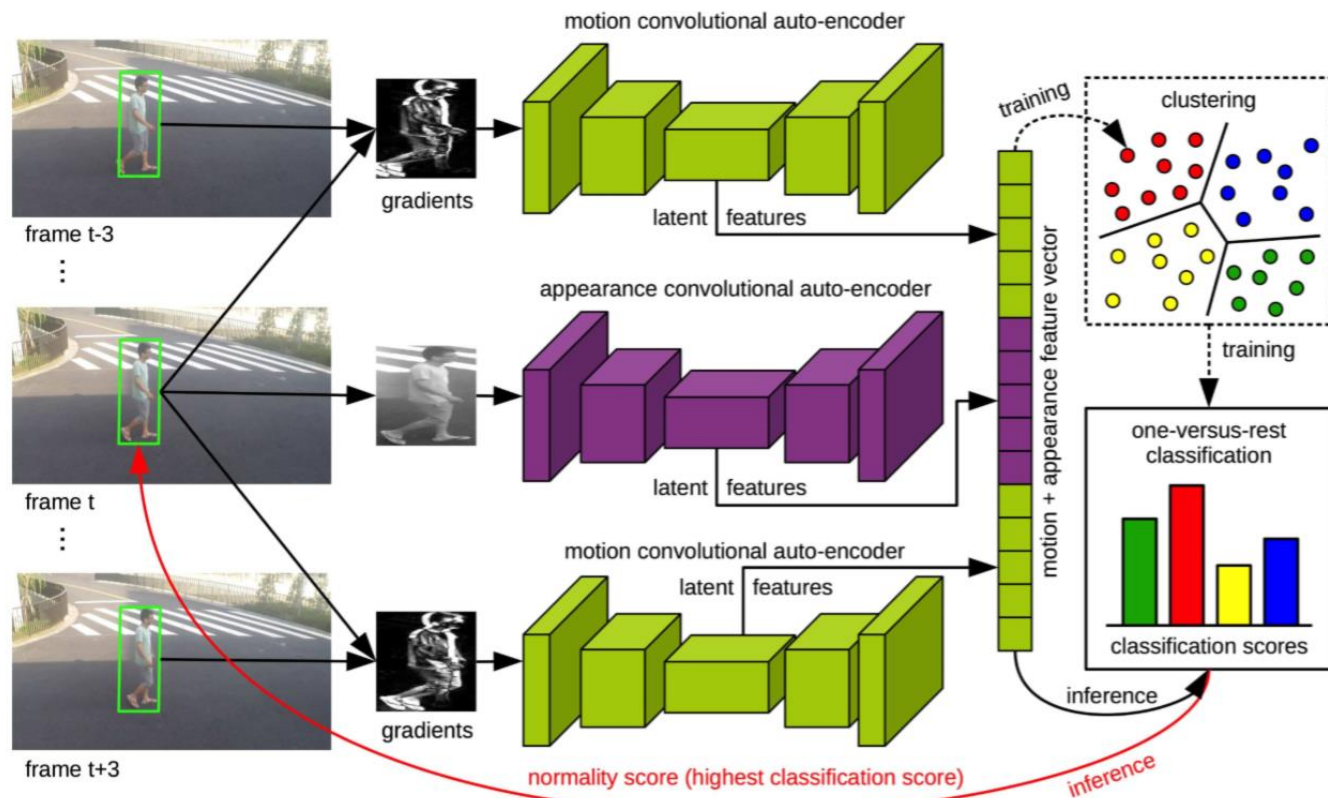 motion convolutional auto-encoder
gradients
latent features
frame t-3
⋮
appearance convolutional auto-encoder
latent features
frame t
⋮
motion convolutional auto-encoder
latent features
gradients
frame t+3
motion + appearance feature vector
training
clustering
training
one-versus-rest
classification
classification scores
inference
normality score (highest classification score)
inference